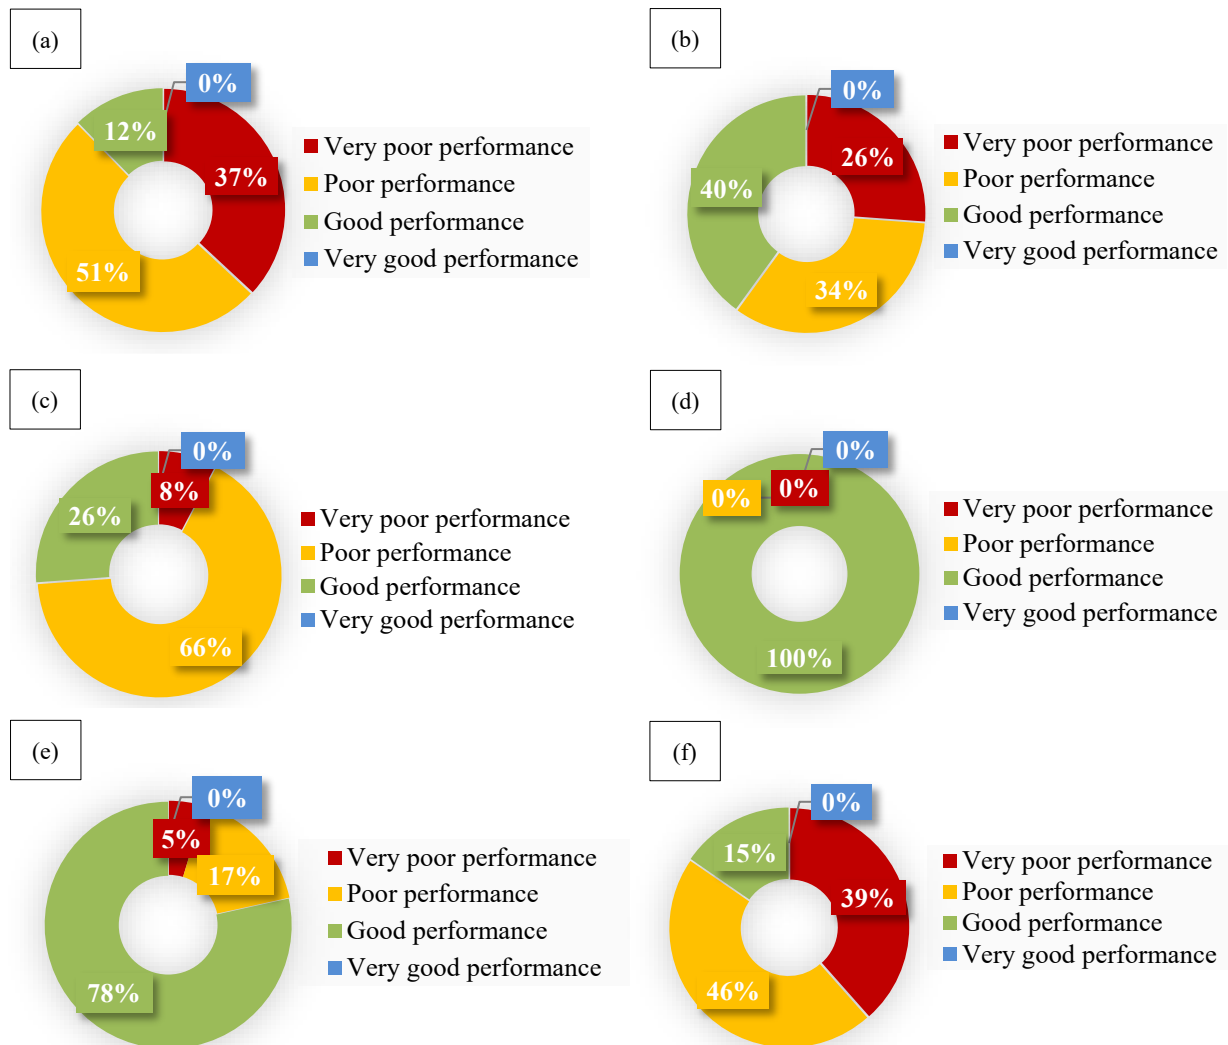 (a)
0%
12%
37%
51%
Very poor performance
Poor performance
Good performance
Very good performance
(b)
0%
26%
40%
34%
Very poor performance
Poor performance
Good performance
Very good performance
(c)
0%
8%
26%
66%
Very poor performance
Poor performance
Good performance
Very good performance
(d)
0%
0%
0%
100%
Very poor performance
Poor performance
Good performance
Very good performance
(e)
0%
5%
17%
78%
Very poor performance
Poor performance
Good performance
Very good performance
(f)
0%
15%
39%
46%
Very poor performance
Poor performance
Good performance
Very good performance